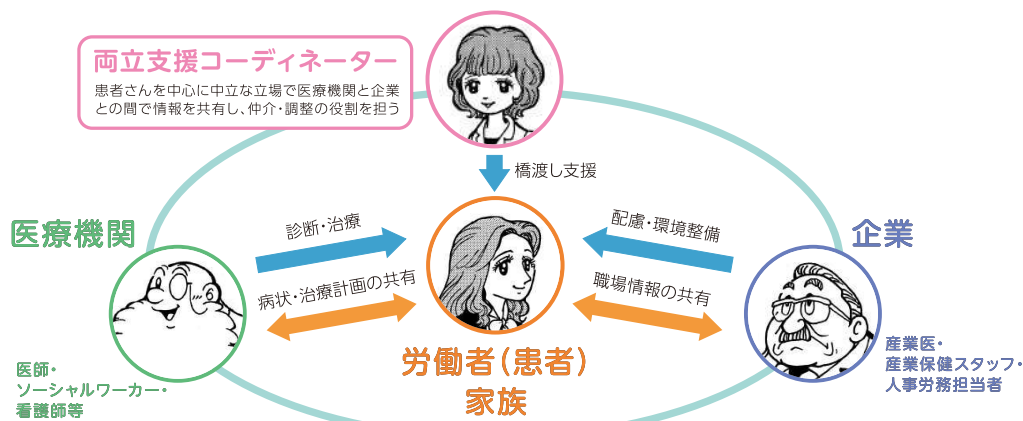 両立支援コーディネーター
患者さんを中心に中立な立場で医療機関と企業
との間で情報を共有し、仲介・調整の役割を担う
橋渡し支援
医療機関
診断・治療
配慮・環境整備
企業
病状・治療計画の共有
職場情報の共有
労働者(患者)
家族
医師・
ソーシャルワーカー・
看護師等
産業医・
産業保健スタッフ・
人事労務担当者